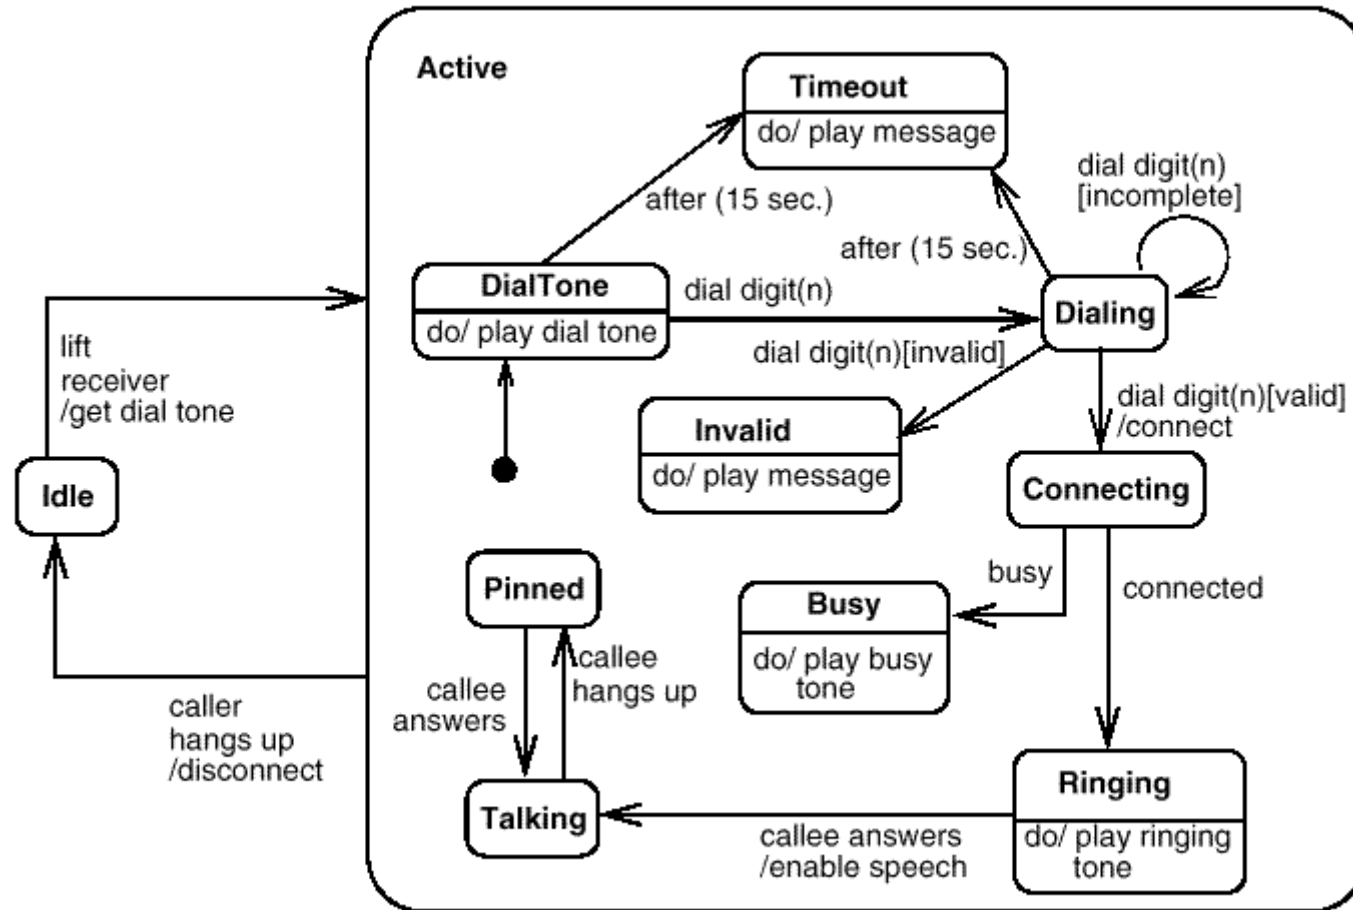 Active
Timeout
do/ play message
dial digit(n)
[incomplete]
after (15 sec.)
after (15 sec.)
DialTone
do/ play dial tone
dial digit(n)
Dialing
lift
receiver
/get dial tone
dial digit(n)[invalid]
dial digit(n)[valid]
/connect
Invalid
do/ play message
Idle
Connecting
Pinned
busy
connected
Busy
do/ play busy
tone
callee
hangs up
callee
answers
caller
hangs up
/disconnect
Talking
callee answers
/enable speech
Ringing
do/ play ringing
tone